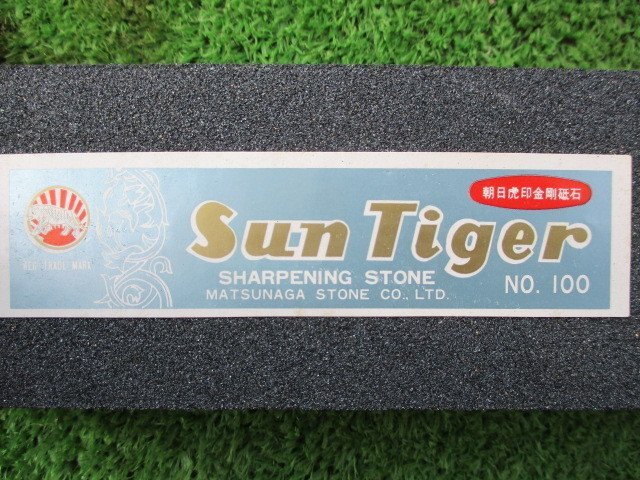 REG. TRADE MARK
Sun Tiger
SHARPENING STONE
MATSUNAGA STONE CO. LTD.
朝日虎印金剛砥石
NO. 100